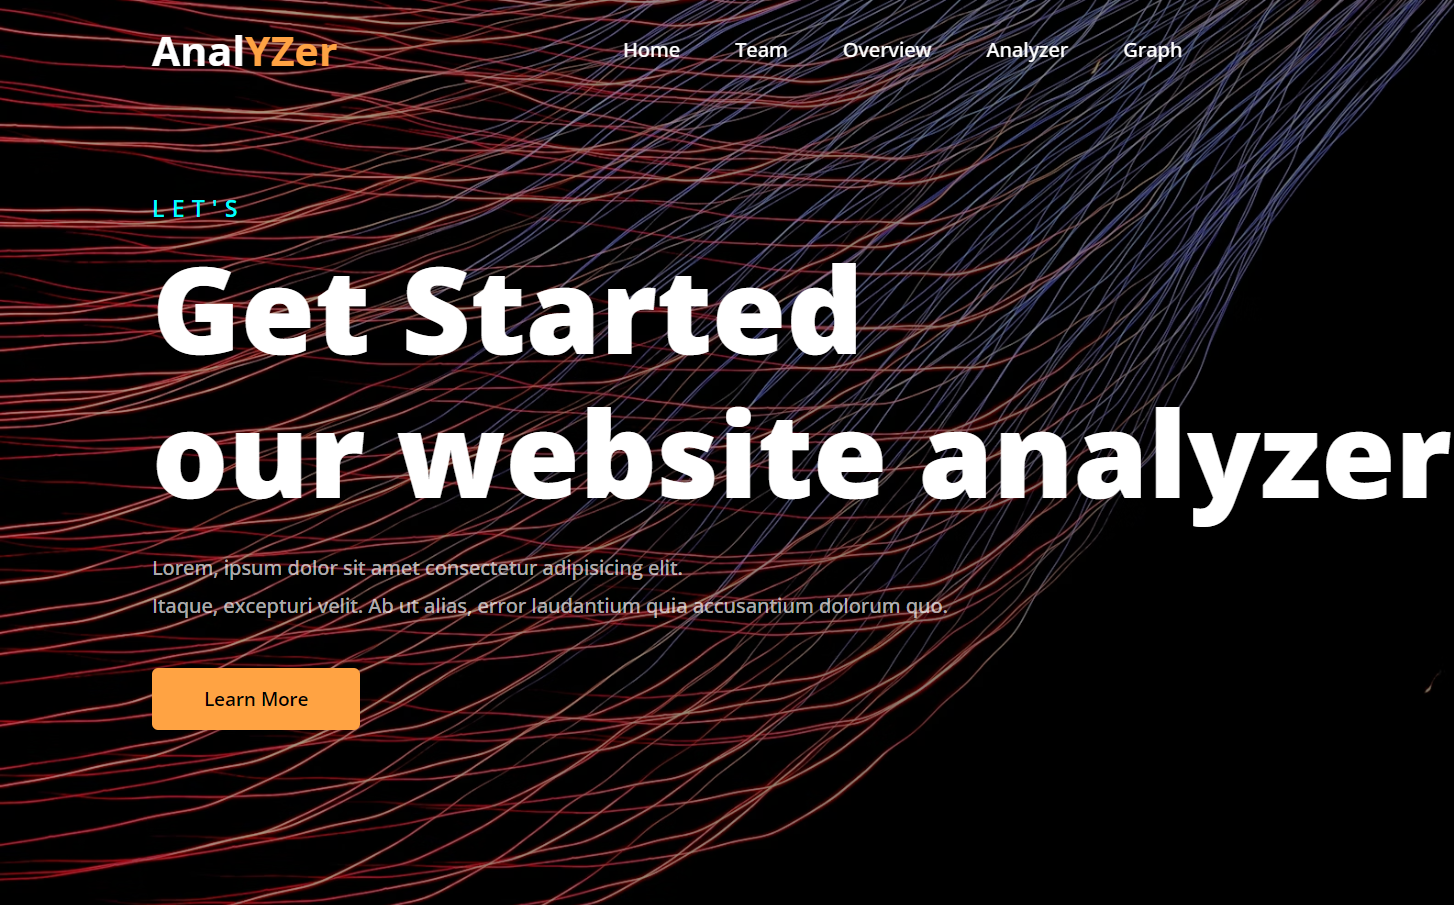 AnalYZer
Home Team Overview Analyzer Graph
LET'S
Get Started
our website analyzer
Lorem, ipsum dolor sit amet consectetur adipisicing elit.
Itaque, excepturi velit. Ab ut alias, error laudantium quia accusantium dolorum quo.
Learn More